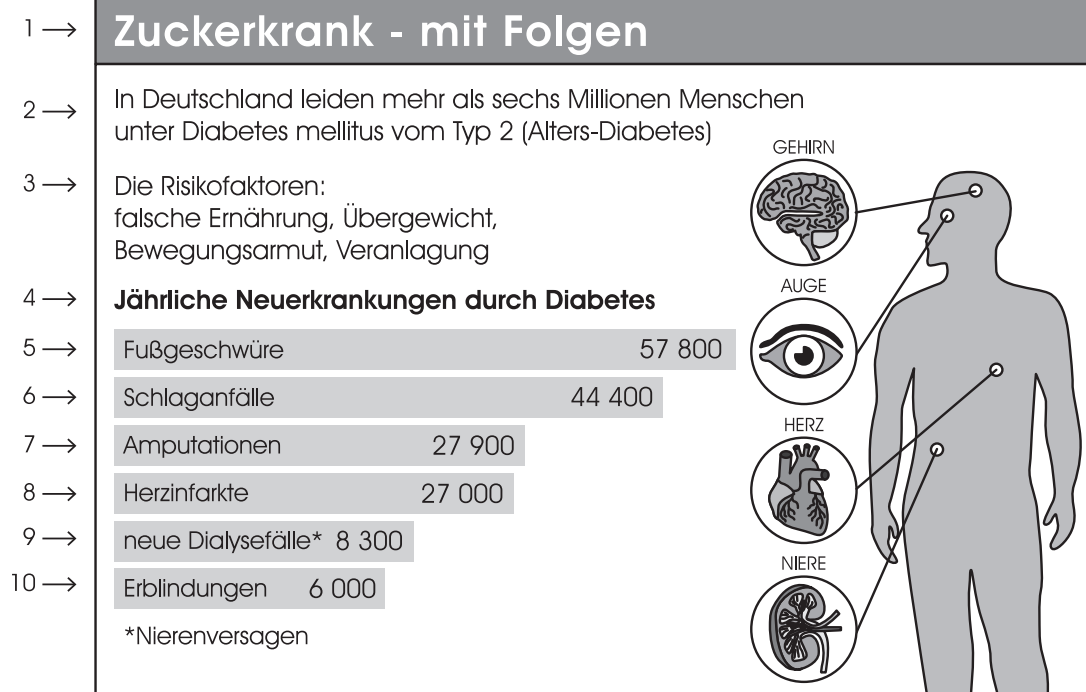 1 → Zuckerkrank - mit Folgen
2 → In Deutschland leiden mehr als sechs Millionen Menschen
unter Diabetes mellitus vom Typ 2 (Alters-Diabetes)
3 → Die Risikofaktoren:
falsche Ernährung, Übergewicht,
Bewegungsarmut, Veranlagung
4 → Jährliche Neuerkrankungen durch Diabetes
5 → Fußgeschwüre 57 800
6 → Schlaganfälle 44 400
7 → Amputationen 27 900
8 → Herzinfarkte 27 000
9 → neue Dialysefälle* 8 300
10 → Erblindungen 6 000
*Nierenversagen
GEHIRN
AUGE
HERZ
NIERE